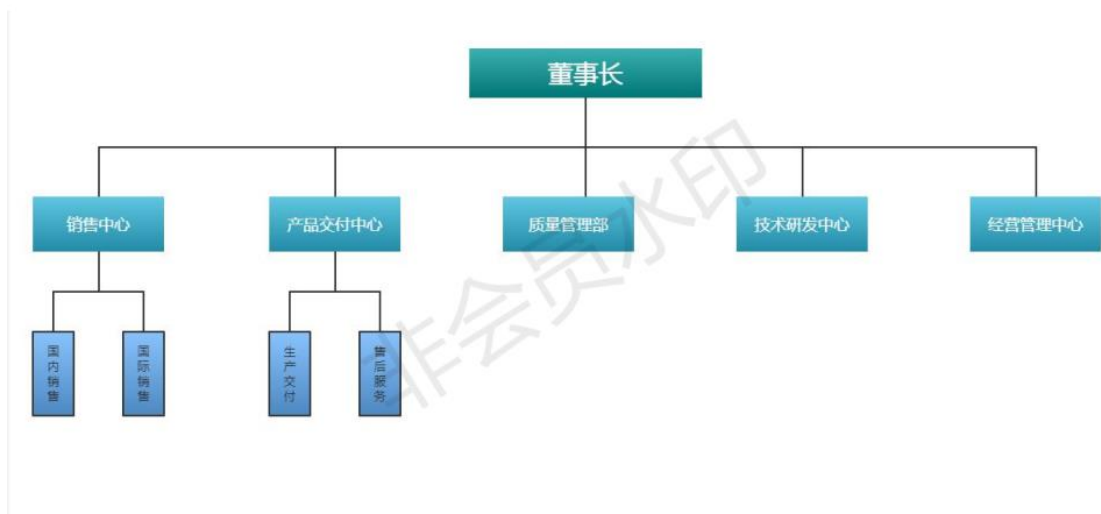 董事长
销售中心
产品交付中心
质量管理部
技术研发中心
经营管理中心
国内销售
国际销售
生产交付
售后服务
非会员水印